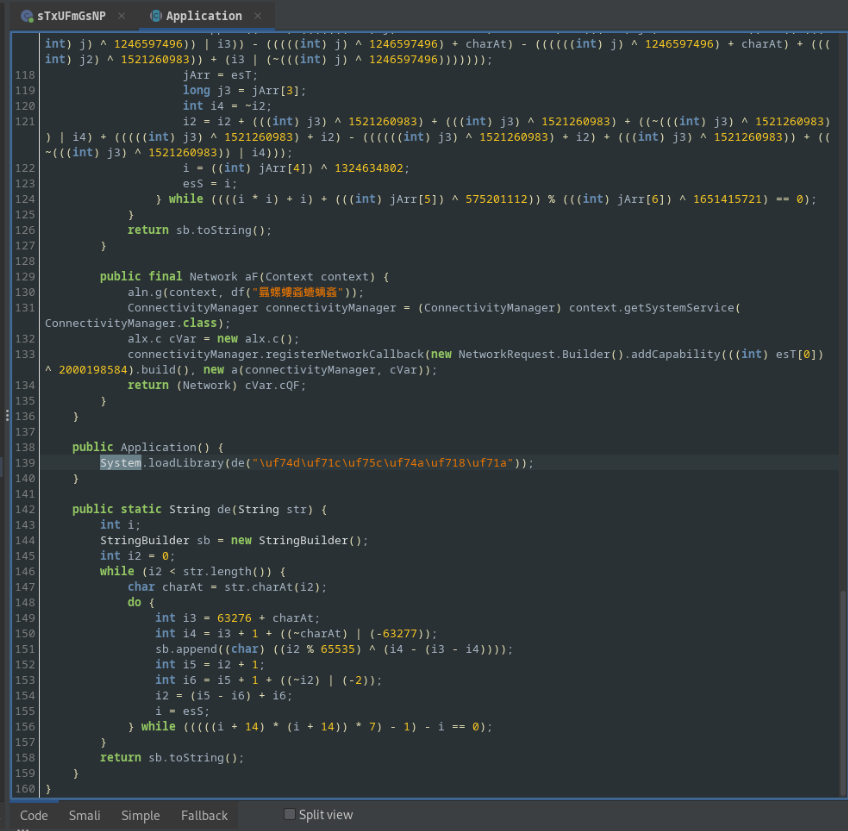 sTxUFmGsNP × Application ×
int) j) ^ 1246597496)) | i3)) - (((((int) j) ^ 1246597496) + charAt) - ((((((int) j) ^ 1246597496) + charAt) + (((
int) j2) ^ 1521260983)) + (i3 | (~(((int) j) ^ 1246597496)))))));
118 jArr = esT;
119 long j3 = jArr[3];
120 int i4 = ~i2;
121 i2 = i2 + (((int) j3) ^ 1521260983) + (((int) j3) ^ 1521260983) + ((~(((int) j3) ^ 1521260983)
) | i4) + (((((int) j3) ^ 1521260983) + i2) - ((((((int) j3) ^ 1521260983) + i2) + (((int) j3) ^ 1521260983)) + ((
~(((int) j3) ^ 1521260983)) | i4)));
122 i = ((int) jArr[4]) ^ 1324634802;
123 esS = i;
124 } while ((((i * i) + i) + (((int) jArr[5]) ^ 575201112)) % (((int) jArr[6]) ^ 1651415721) == 0);
125 }
126 return sb.toString();
127 }
128
129 public final Network aF(Context context) {
130 aln.g(context, df("
"));
131 ConnectivityManager connectivityManager = (ConnectivityManager) context.getSystemService(
ConnectivityManager.class);
132 alx.c cVar = new alx.c();
133 connectivityManager.registerNetworkCallback(new NetworkRequest.Builder().addCapability(((int) esT[0])
^ 2000198584).build(), new a(connectivityManager, cVar));
134 return (Network) cVar.cQF;
135 }
136 }
137
138 public Application() {
139 System.loadLibrary(de("\uf74d\uf71c\uf75c\uf74a\uf718\uf71a"));
140 }
141
142 public static String de(String str) {
143 int i;
144 StringBuilder sb = new StringBuilder();
145 int i2 = 0;
146 while (i2 < str.length()) {
147 char charAt = str.charAt(i2);
148 do {
149 int i3 = 63276 + charAt;
150 int i4 = i3 + 1 + ((~charAt) | (-63277));
151 sb.append((char) ((i2 % 65535) ^ (i4 - (i3 - i4))));
152 int i5 = i2 + 1;
153 int i6 = i5 + 1 + ((~i2) | (-2));
154 i2 = (i5 - i6) + i6;
155 i = esS;
156 } while (((((i + 14) * (i + 14)) * 7) - 1) - i == 0);
157 }
158 return sb.toString();
159 }
160 }
Code Smali Simple Fallback Split view